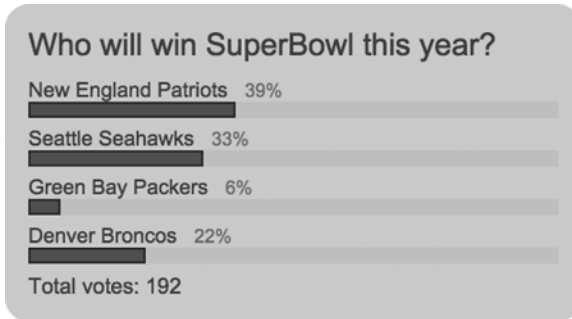 Who will win SuperBowl this year?
New England Patriots 39%
Seattle Seahawks 33%
Green Bay Packers 6%
Denver Broncos 22%
Total votes: 192